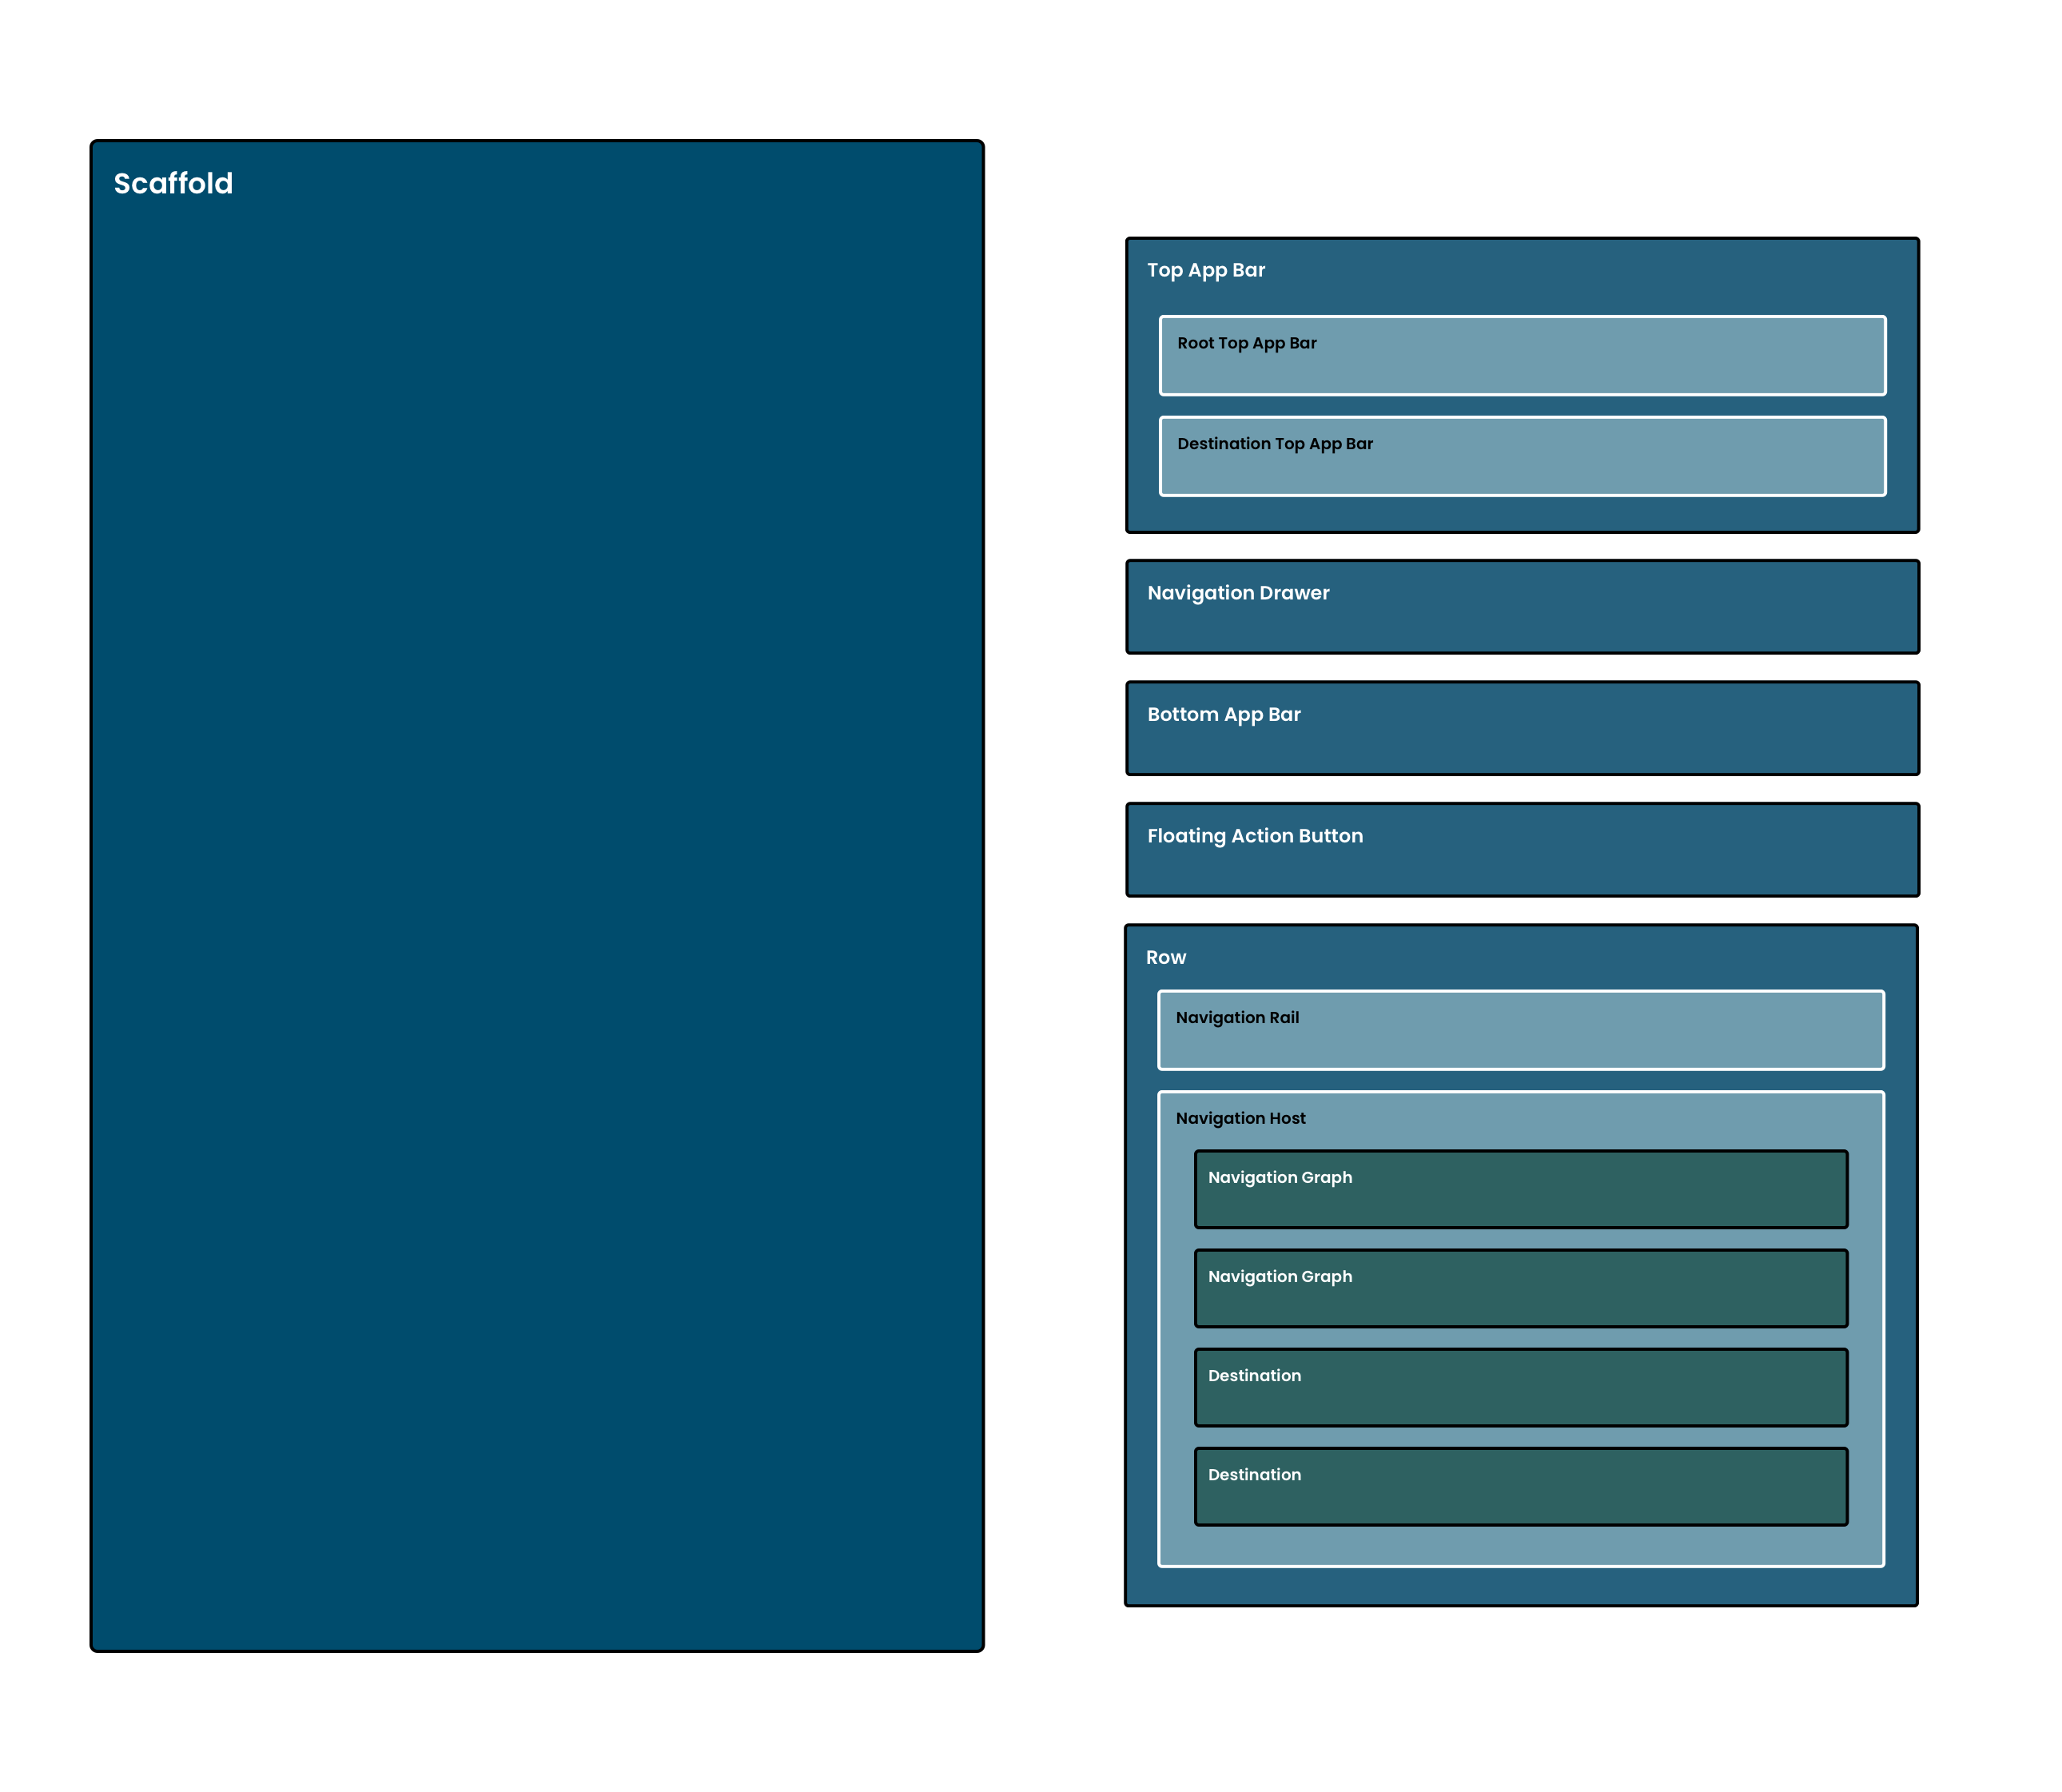 Scaffold
Top App Bar
Root Top App Bar
Destination Top App Bar
Navigation Drawer
Bottom App Bar
Floating Action Button
Row
Navigation Rail
Navigation Host
Navigation Graph
Navigation Graph
Destination
Destination